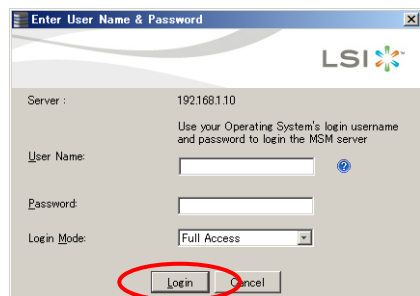 Enter User Name & Password
LSI
Server : 192.168.1.10
Use your Operating System's login username
and password to login the MSM server
User Name:
Password:
Login Mode: Full Access
Login Cancel